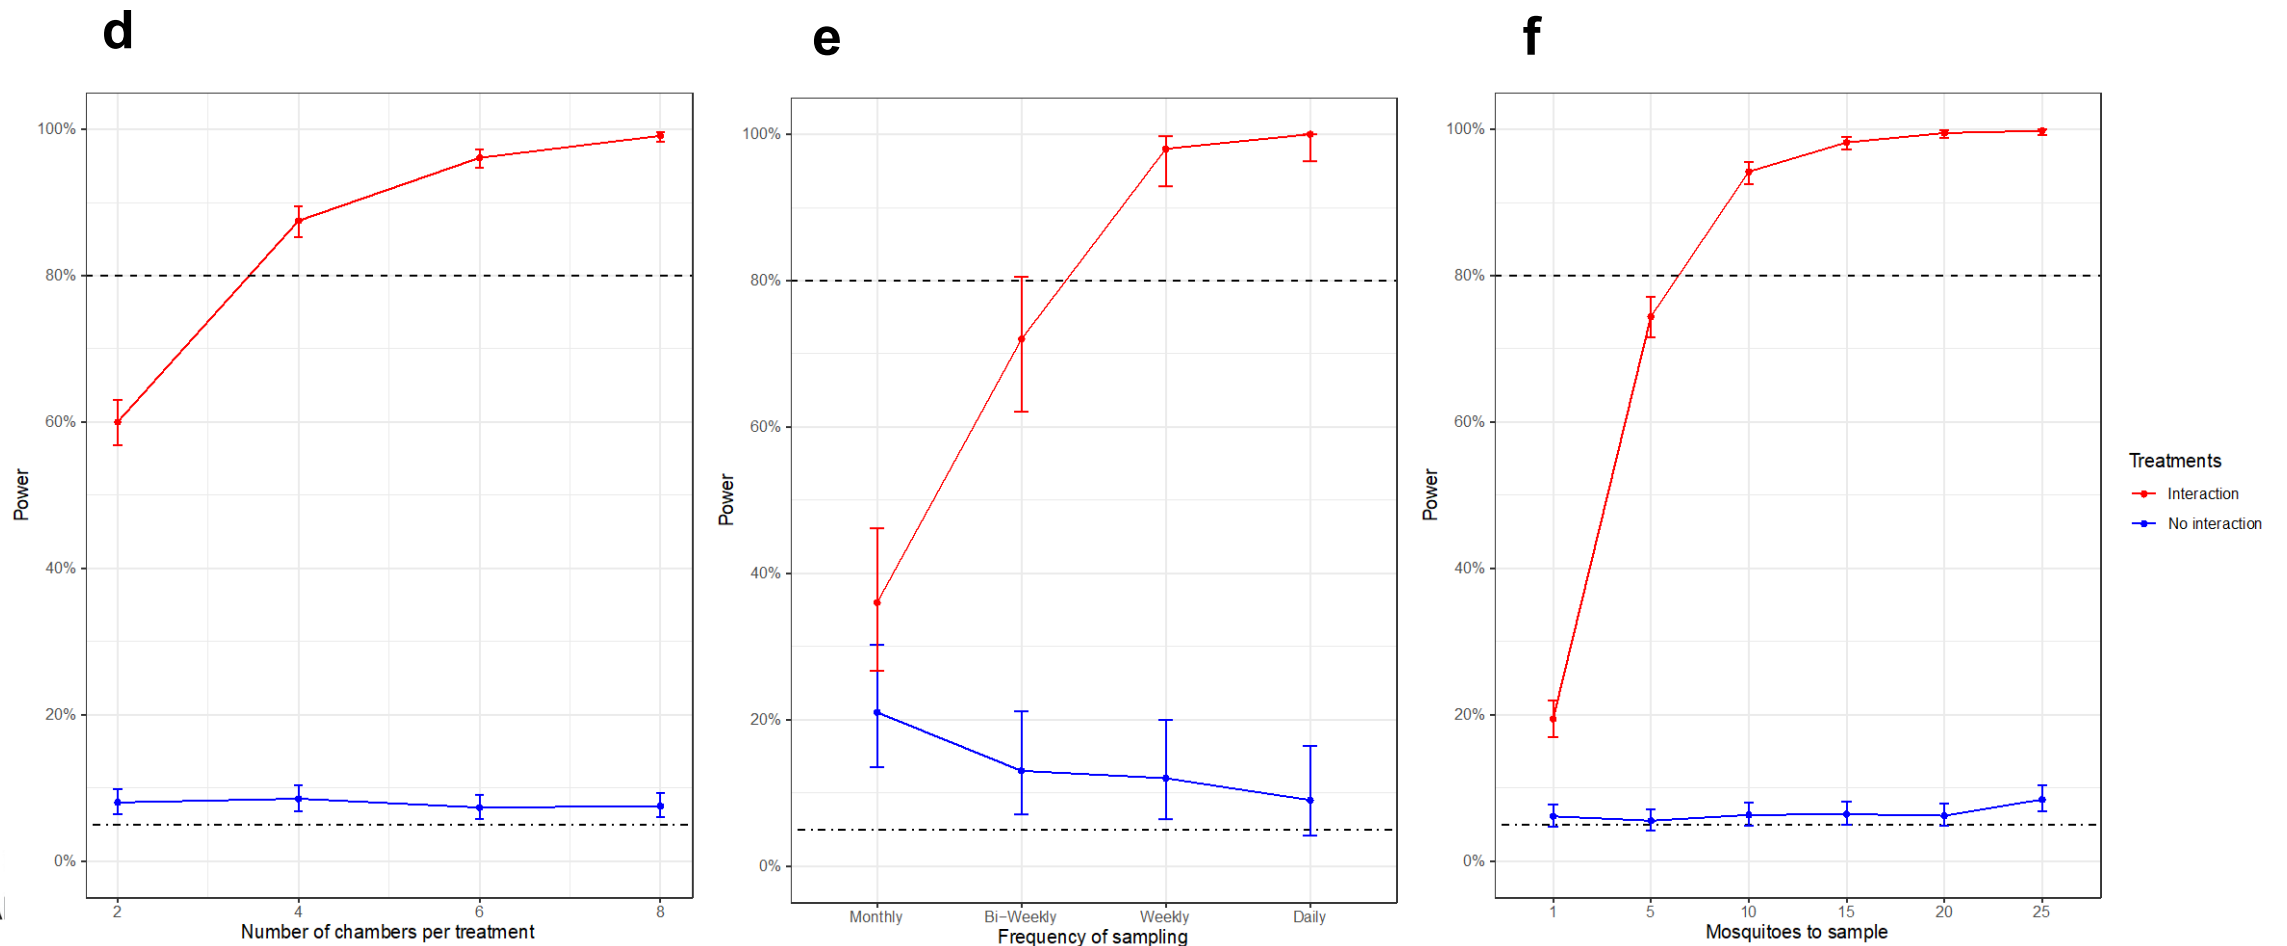 d
e
f
100%
80%
60%
40%
20%
0%
Power
2
4
6
8
Number of chambers per treatment
100%
80%
60%
40%
20%
0%
Power
Monthly
Bi-Weekly
Weekly
Daily
Frequency of sampling
100%
80%
60%
40%
20%
0%
Power
1
5
10
15
20
25
Mosquitoes to sample
Treatments
Interaction
No interaction